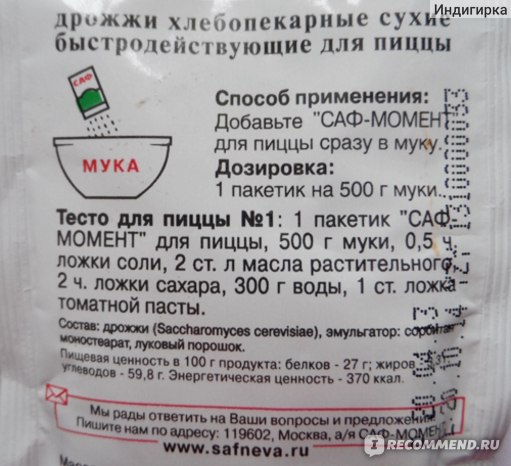 Индигирка
дрожжи хлебопекарные сухие
быстродействующие для пиццы
САФ
МУКА
Способ применения:
Добавьте "САФ-МОМЕНТ"
для пиццы сразу в муку.
Дозировка:
1 пакетик на 500 г муки.
Тесто для пиццы №1: 1 пакетик "САФ-
МОМЕНТ" для пиццы, 500 г муки, 0,5 ч.
ложки соли, 2 ст. л масла растительного,
2 ч. ложки сахара, 300 г воды, 1 ст. ложка
томатной пасты.
Состав: дрожжи (Saccharomyces cerevisiae), эмульгатор: сорбитан
моностеарат, луковый порошок.
Пищевая ценность в 100 г продукта: белков - 27 г; жиров
углеводов - 59,8 г. Энергетическая ценность - 370 ккал.
Мы рады ответить на Ваши вопросы и предложения.
Пишите нам по адресу: 119602, Москва, а/я САФ-МОМЕНТ
www.safneva.ru
RECOMMEND.RU